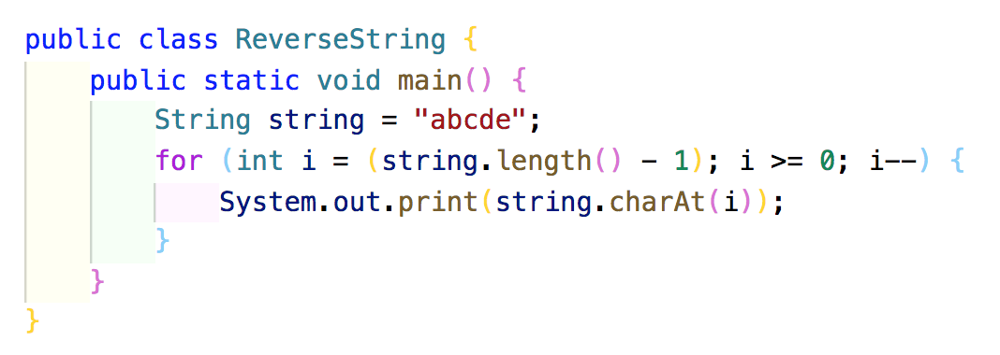 public class ReverseString {
    public static void main() {
        String string = "abcde";
        for (int i = (string.length() - 1); i >= 0; i--) {
            System.out.print(string.charAt(i));
        }
    }
}